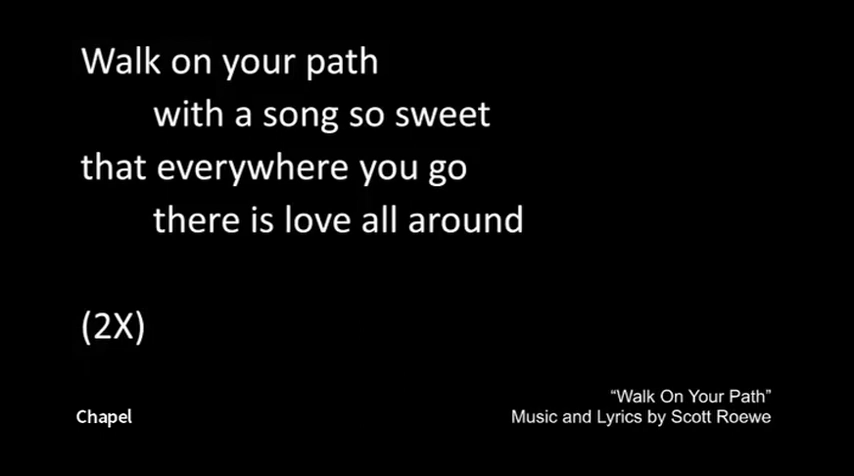 Walk on your path
with a song so sweet
that everywhere you go
there is love all around
(2X)
“Walk On Your Path”
Chapel
Music and Lyrics by Scott Roewe